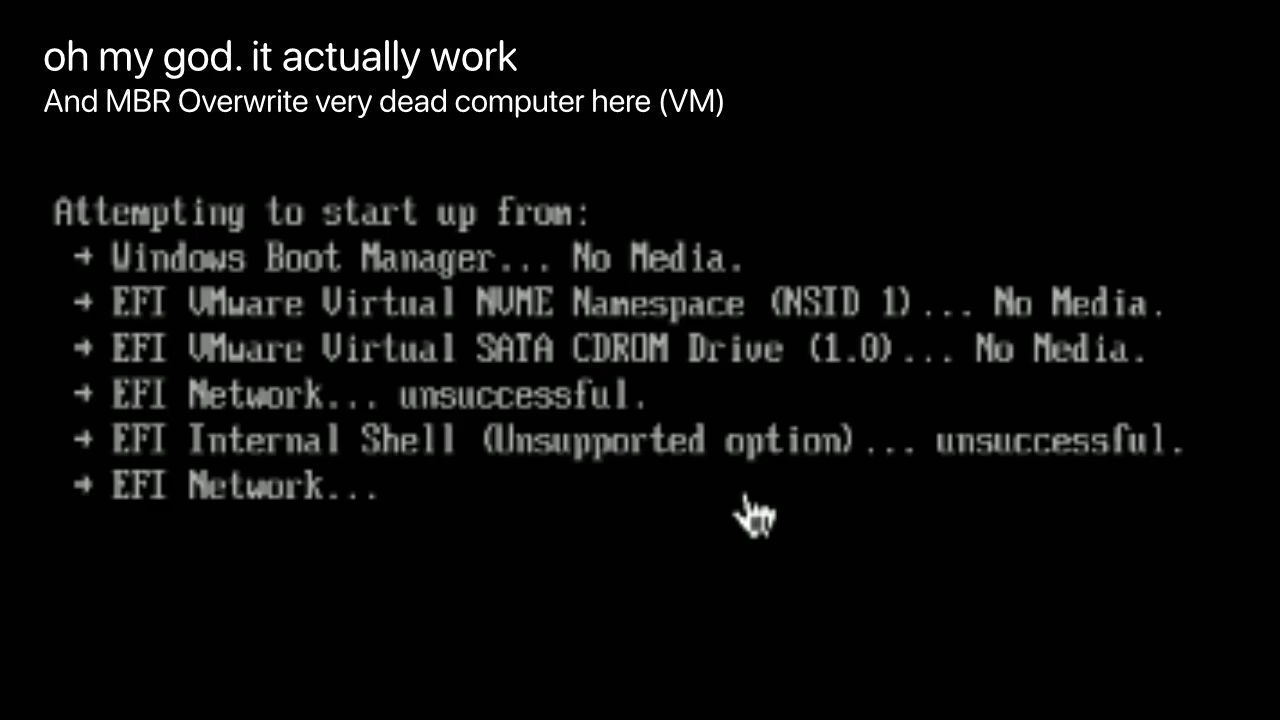 oh my god. it actually work
And MBR Overwrite very dead computer here (VM)
Attempting to start up from:
→ Windows Boot Manager... No Media.
→ EFI VMware Virtual NVME Namespace (NSID 1)... No Media.
→ EFI VMware Virtual SATA CDROM Drive (1.0)... No Media.
→ EFI Network... unsuccessful.
→ EFI Internal Shell (Unsupported option)... unsuccessful.
→ EFI Network...